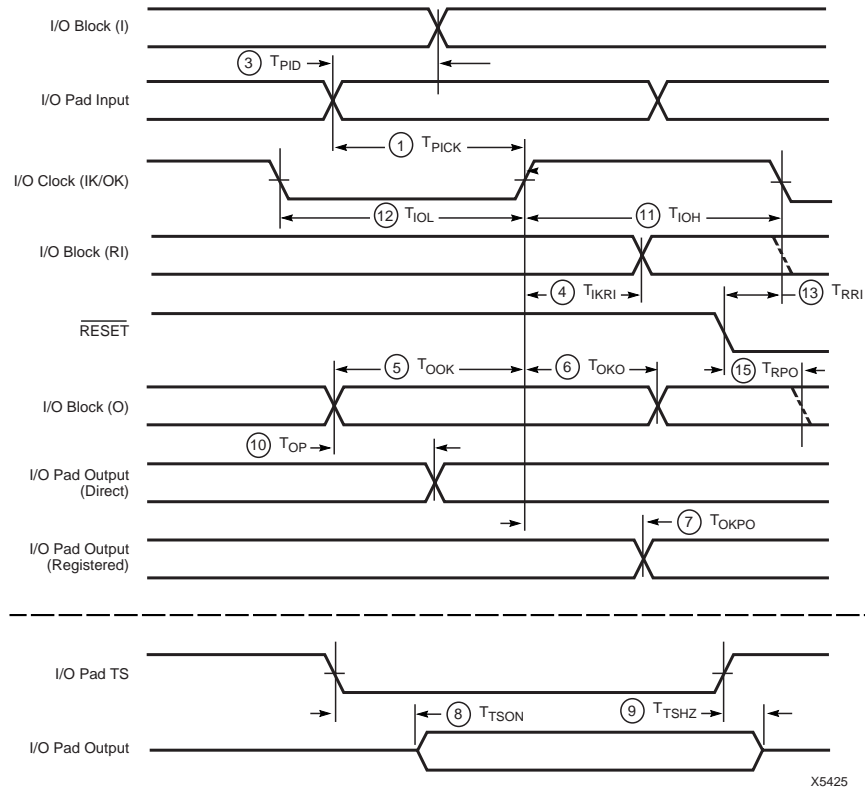 I/O Block (I)
3 TPID
I/O Pad Input
1 TPICK
I/O Clock (IK/OK)
12 TIOL
11 TIOH
I/O Block (RI)
4 TIKRI
13 TRRI
RESET
5 TOOK
6 TOKO
15 TRPO
I/O Block (O)
10 TOP
I/O Pad Output
(Direct)
7 TOKPO
I/O Pad Output
(Registered)
I/O Pad TS
8 TTSON
9 TTSHZ
I/O Pad Output
X5425